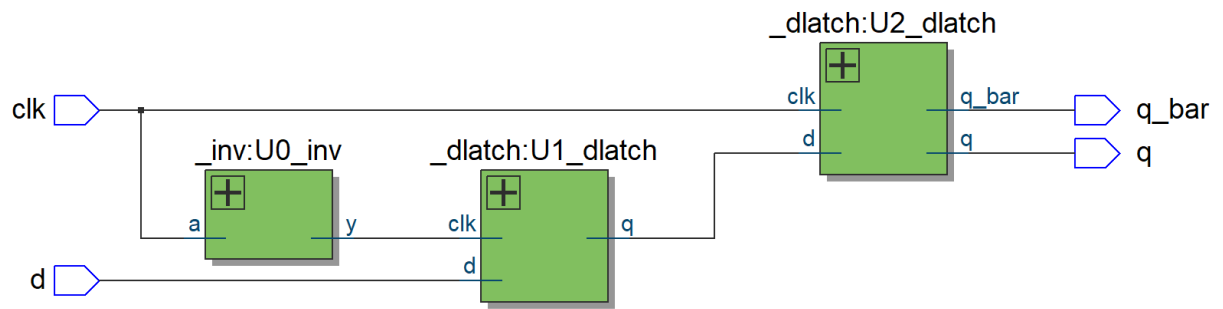 _dlatch:U2_dlatch
clk
clk
q_bar
q_bar
d
q
q
_inv:U0_inv
_dlatch:U1_dlatch
a
y
clk
q
d
d